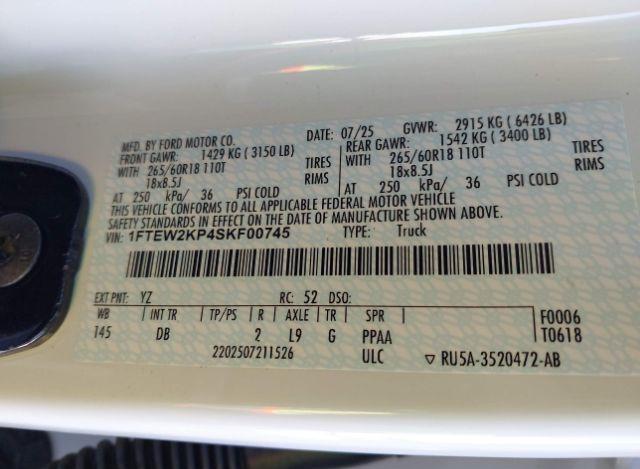 MFD. BY FORD MOTOR CO. DATE: 07/25 GVWR: 2915 KG ( 6426 LB)
FRONT GAWR: 1429 KG ( 3150 LB) REAR GAWR: 1542 KG ( 3400 LB)
WITH 265/60R18 110T TIRES WITH 265/60R18 110T TIRES
18x8.5J RIMS 18x8.5J RIMS
AT 250 kPa/ 36 PSI COLD AT 250 kPa/ 36 PSI COLD
THIS VEHICLE CONFORMS TO ALL APPLICABLE FEDERAL MOTOR VEHICLE
SAFETY STANDARDS IN EFFECT ON THE DATE OF MANUFACTURE SHOWN ABOVE.
VIN: 1FTEW2KP4SKF00745 TYPE: Truck
EXT PNT: YZ RC: 52 DSO:
WB INT TR TP/PS R AXLE TR SPR F0006
145 DB 2 L9 G PPAA T0618
2202507211526 ULC ▽ RU5A-3520472-AB